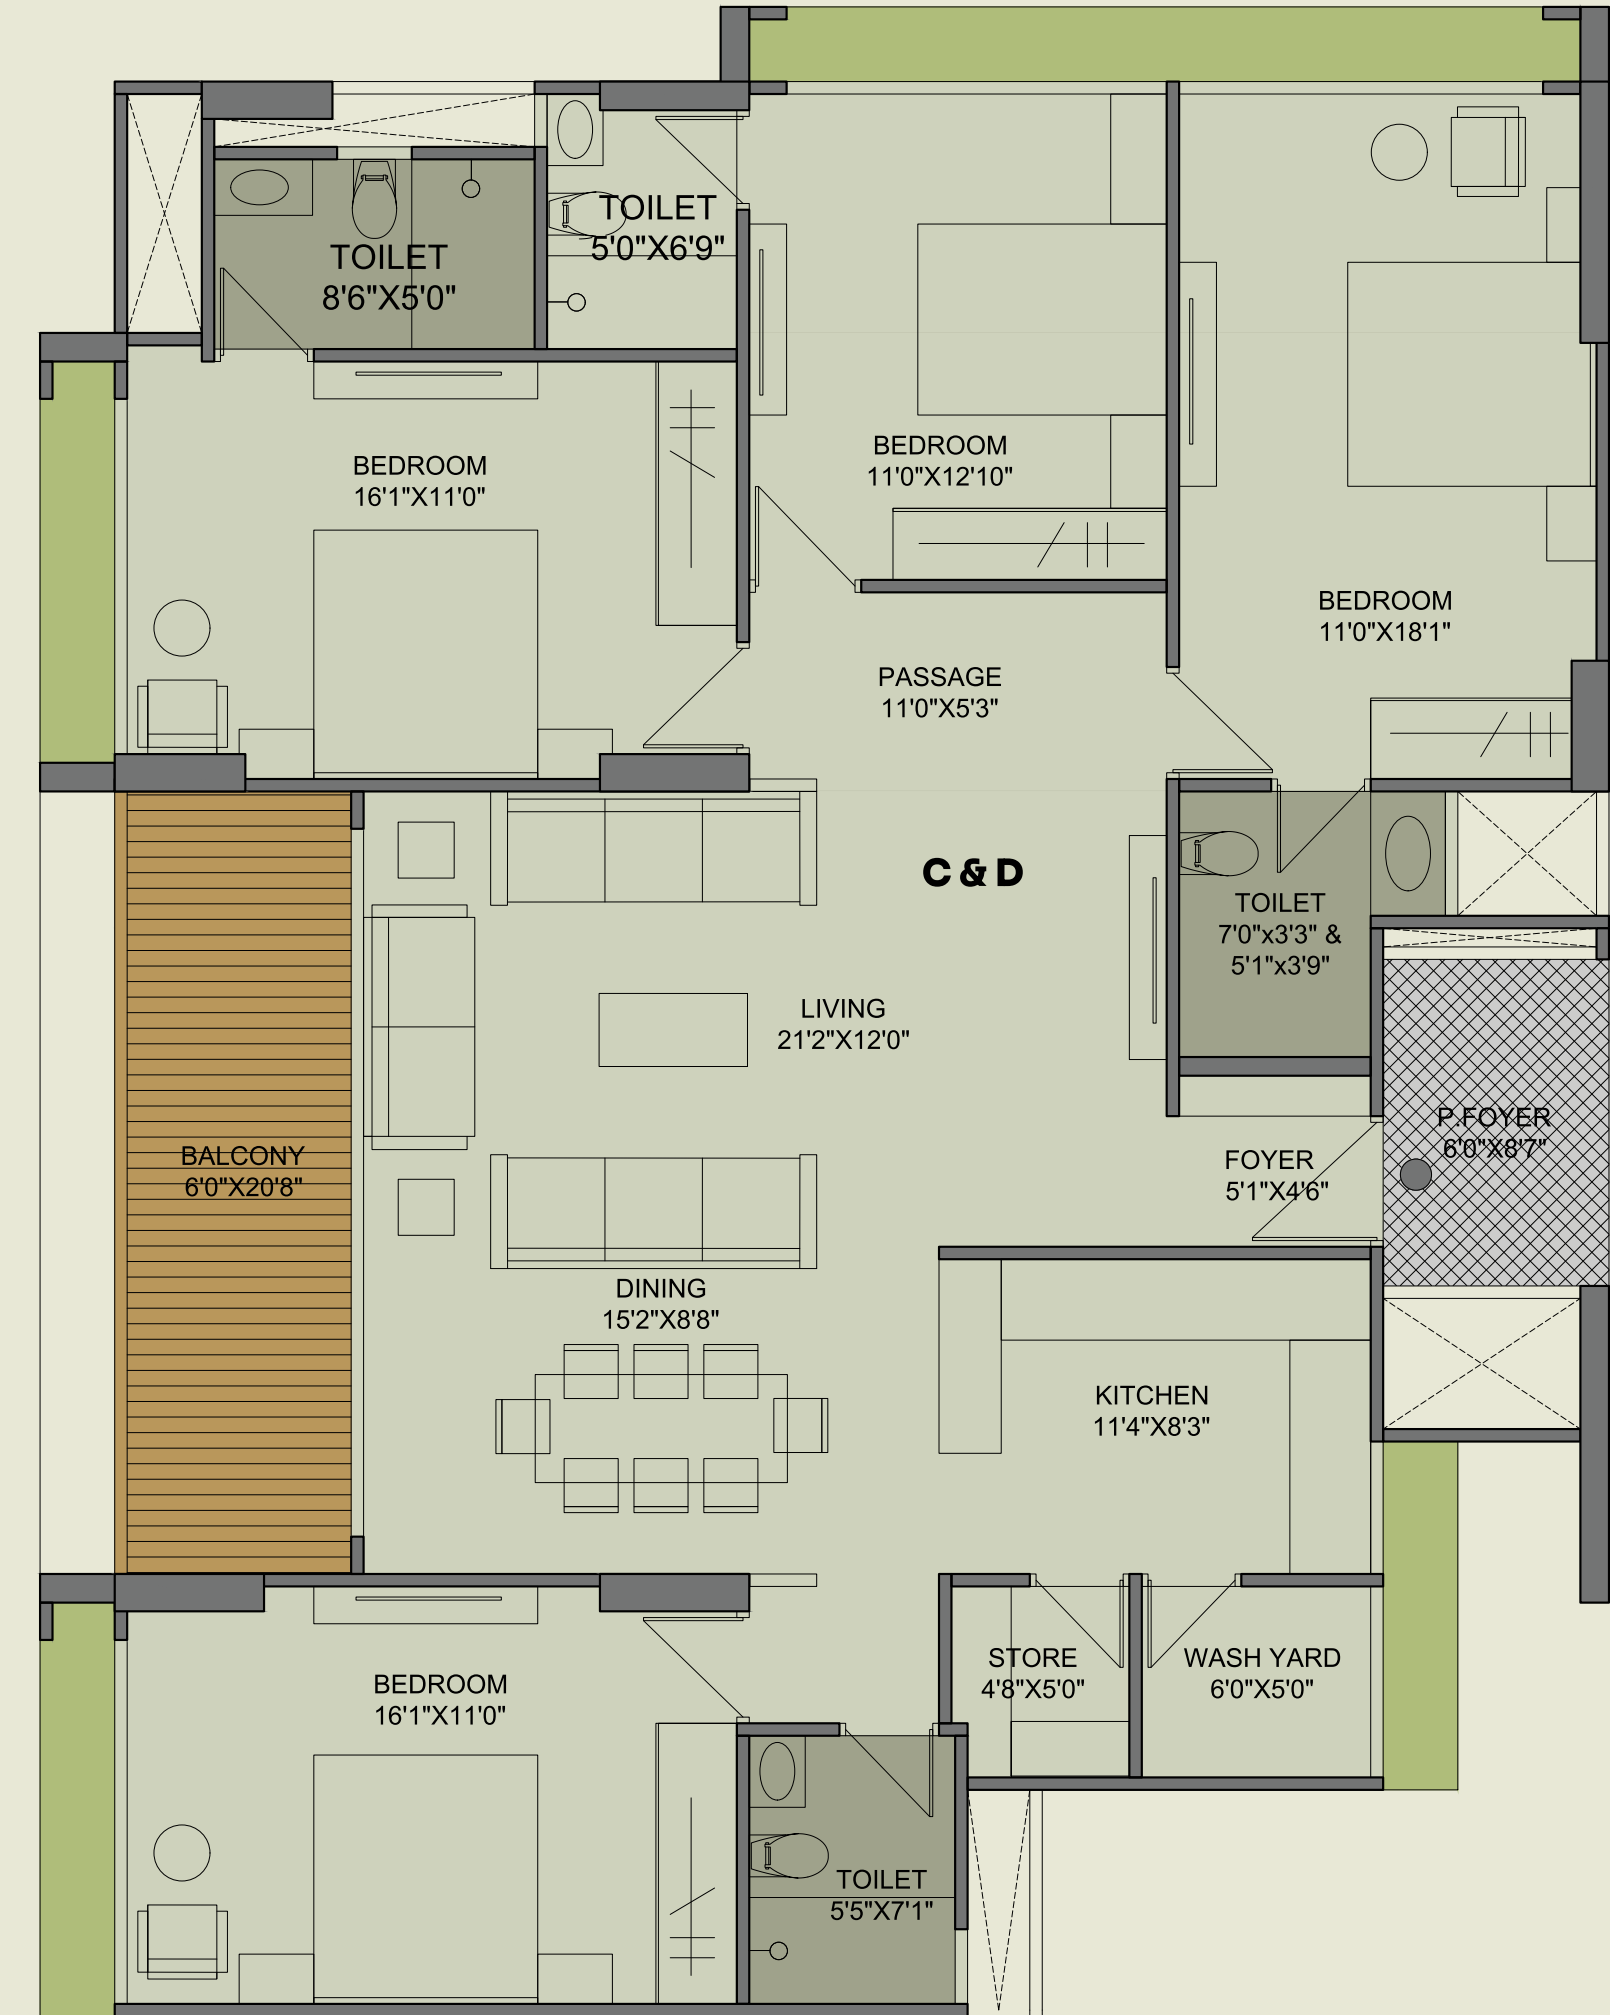 TOILET
5'0"X6'9"
TOILET
8'6"X5'0"
BEDROOM
16'1"X11'0"
BEDROOM
11'0"X12'10"
BEDROOM
11'0"X18'1"
PASSAGE
11'0"X5'3"
C & D
TOILET
7'0"x3'3" &
5'1"x3'9"
LIVING
21'2"X12'0"
P.FOYER
6'0"X8'7"
FOYER
5'1"X4'6"
BALCONY
6'0"X20'8"
DINING
15'2"X8'8"
KITCHEN
11'4"X8'3"
STORE
4'8"X5'0"
WASH YARD
6'0"X5'0"
BEDROOM
16'1"X11'0"
TOILET
5'5"X7'1"